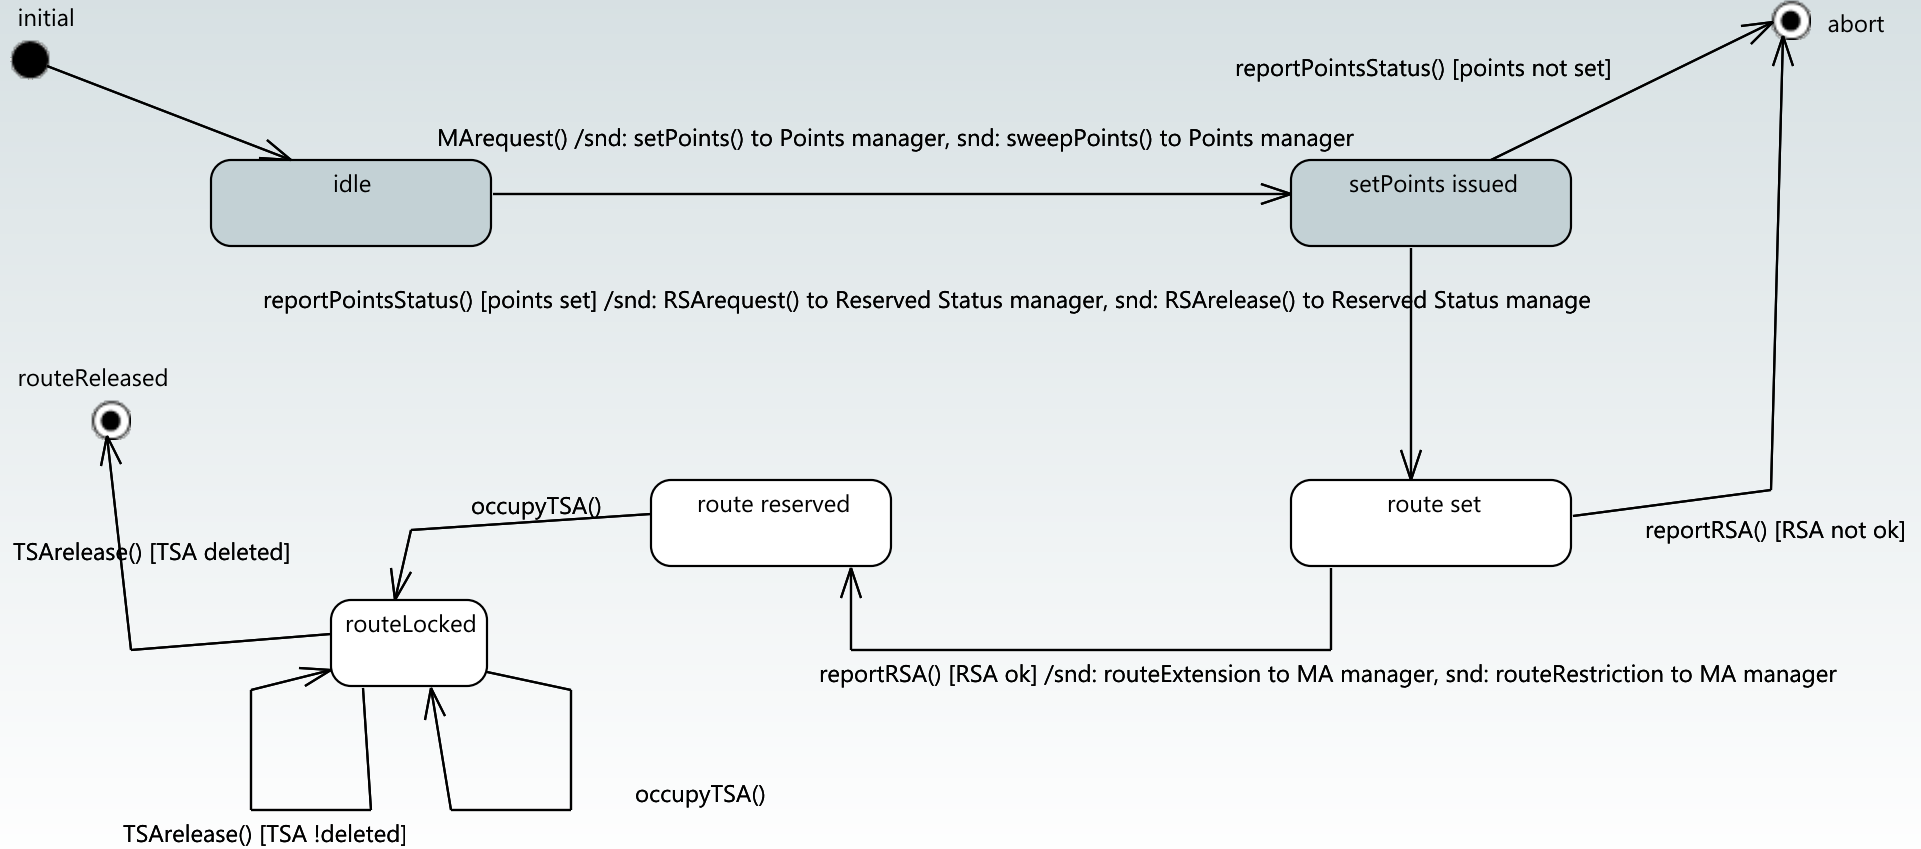 initial
abort
reportPointsStatus() [points not set]
MArequest() /snd: setPoints() to Points manager, snd: sweepPoints() to Points manager
idle
setPoints issued
reportPointsStatus() [points set] /snd: RSArequest() to Reserved Status manager, snd: RSArelease() to Reserved Status manage
routeReleased
route reserved
route set
occupyTSA()
reportRSA() [RSA not ok]
TSArelease() [TSA deleted]
routeLocked
reportRSA() [RSA ok] /snd: routeExtension to MA manager, snd: routeRestriction to MA manager
occupyTSA()
TSArelease() [TSA !deleted]